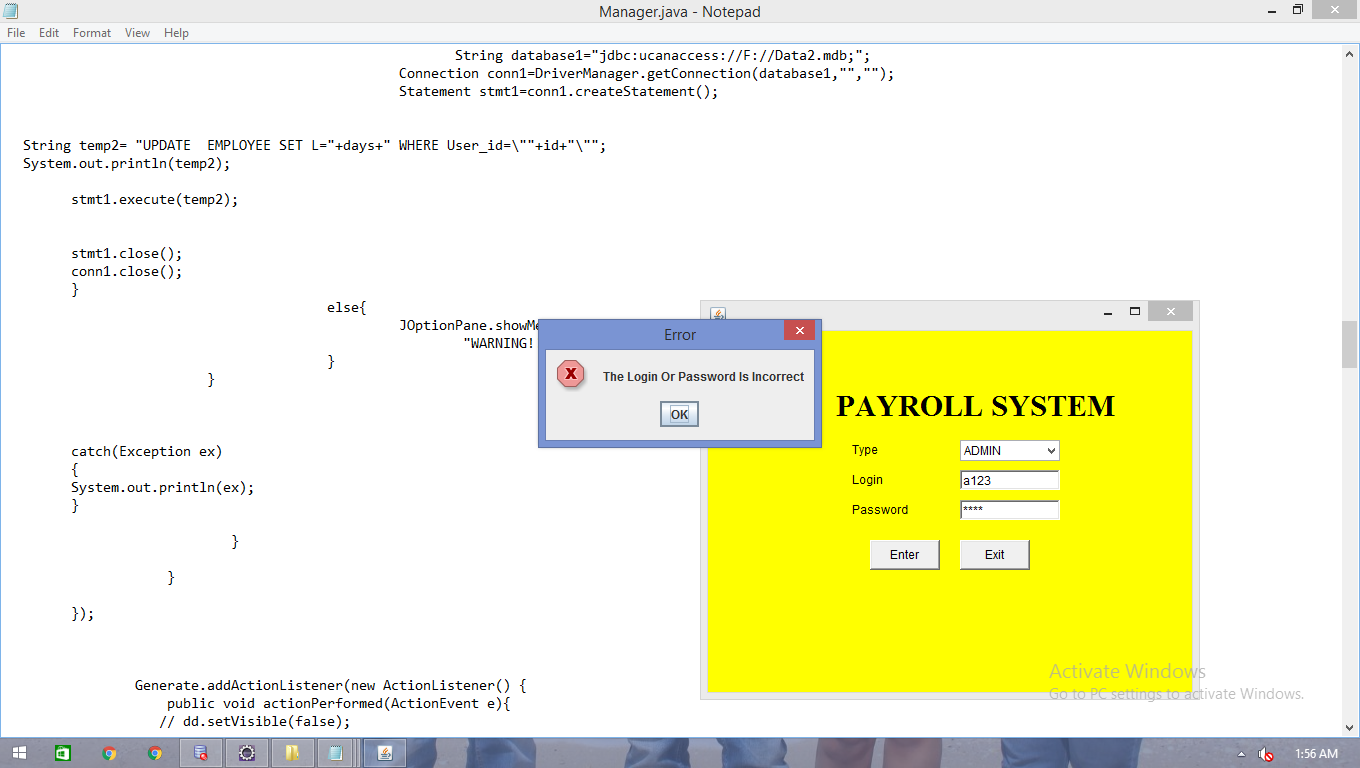 Manager.java - Notepad
File Edit Format View Help
String database1="jdbc:ucanaccess://F://Data2.mdb;";
Connection conn1=DriverManager.getConnection(database1,"","");
Statement stmt1=conn1.createStatement();
String temp2= "UPDATE  EMPLOYEE SET L="+days+" WHERE User_id=\""+id+"\"";
System.out.println(temp2);
stmt1.execute(temp2);
stmt1.close();
conn1.close();
}
else{
JOptionPane.showMe
"WARNING!
}
}
catch(Exception ex)
{
System.out.println(ex);
}
}
}
});
Generate.addActionListener(new ActionListener() {
public void actionPerformed(ActionEvent e){
// dd.setVisible(false);
Error
The Login Or Password Is Incorrect
OK
PAYROLL SYSTEM
Type ADMIN
Login a123
Password ****
Enter Exit
Activate Windows
Go to PC settings to activate Windows.
1:56 AM